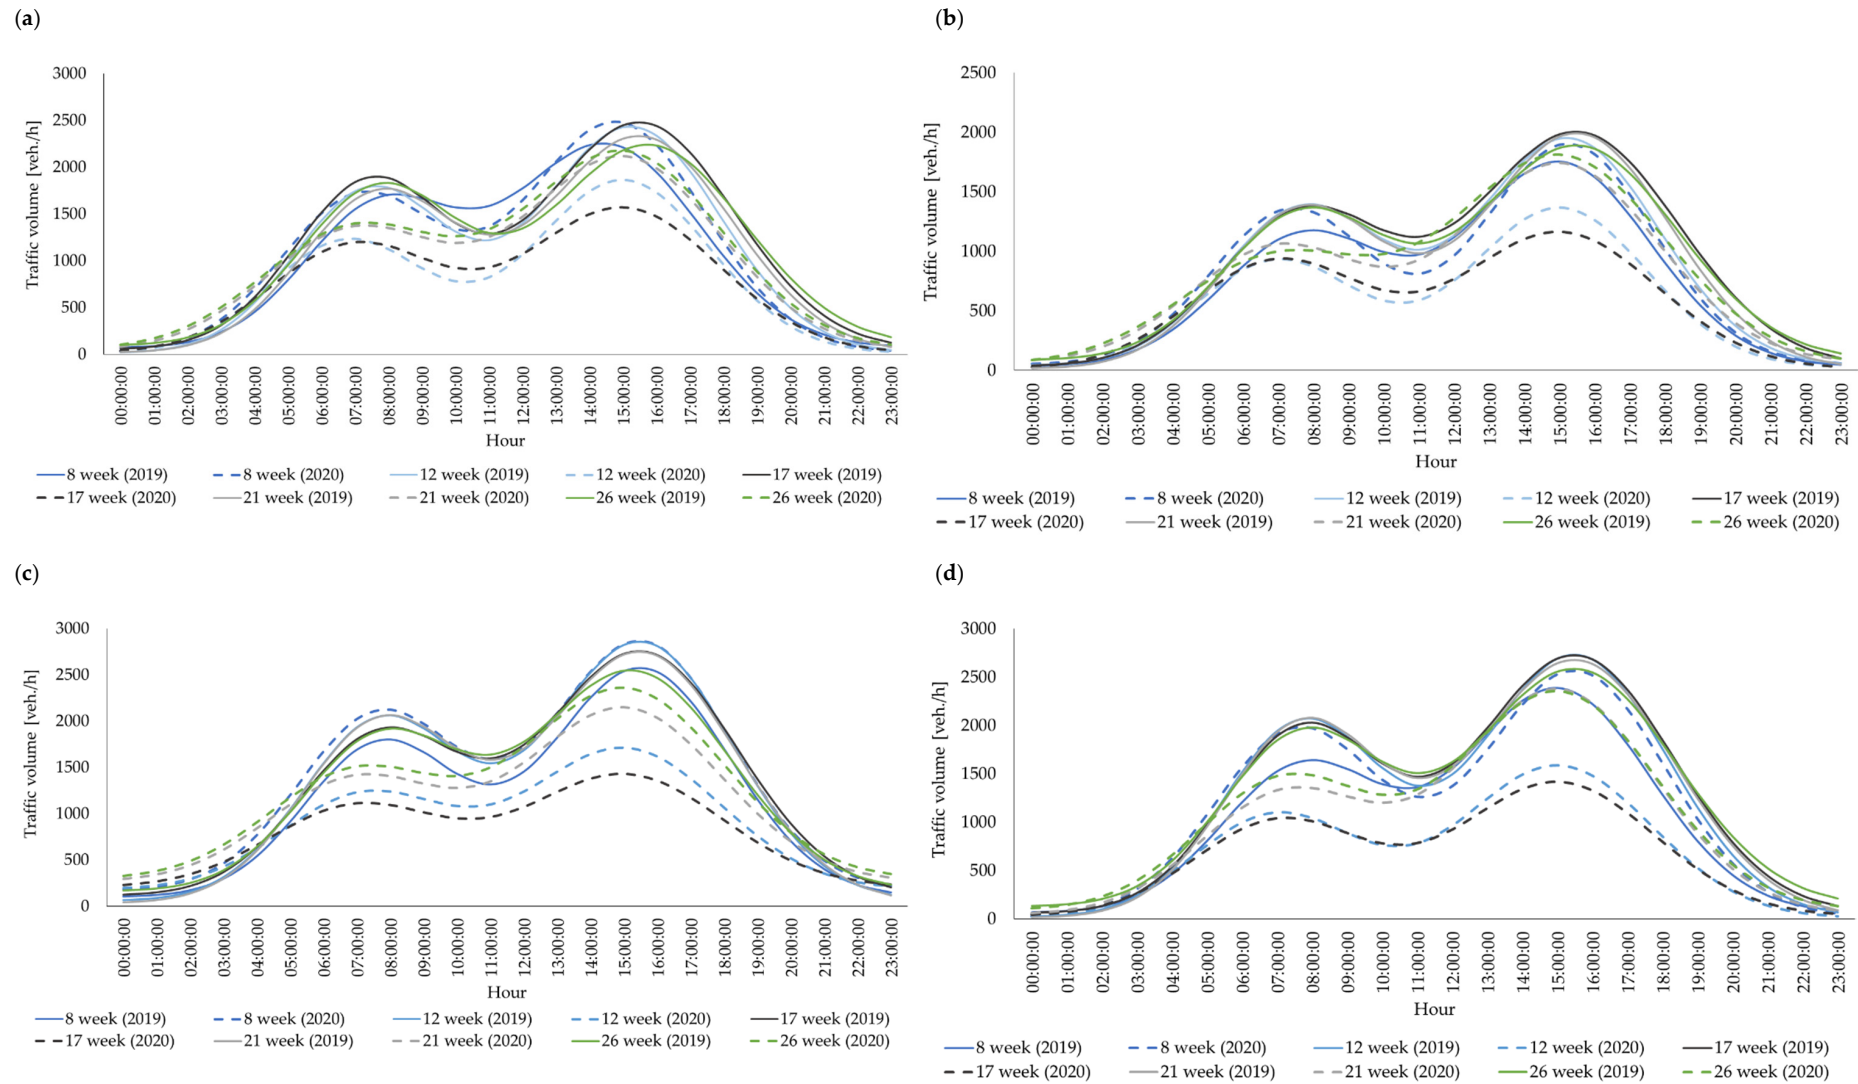 (a)
Traffic volume [veh./h]
3000
2500
2000
1500
1000
500
0
00:00:00 01:00:00 02:00:00 03:00:00 04:00:00 05:00:00 06:00:00 07:00:00 08:00:00 09:00:00 10:00:00 11:00:00 12:00:00 13:00:00 14:00:00 15:00:00 16:00:00 17:00:00 18:00:00 19:00:00 20:00:00 21:00:00 22:00:00 23:00:00
Hour
8 week (2019) 8 week (2020) 12 week (2019) 12 week (2020) 17 week (2019)
17 week (2020) 21 week (2019) 21 week (2020) 26 week (2019) 26 week (2020)
(b)
Traffic volume [veh./h]
2500
2000
1500
1000
500
0
00:00:00 01:00:00 02:00:00 03:00:00 04:00:00 05:00:00 06:00:00 07:00:00 08:00:00 09:00:00 10:00:00 11:00:00 12:00:00 13:00:00 14:00:00 15:00:00 16:00:00 17:00:00 18:00:00 19:00:00 20:00:00 21:00:00 22:00:00 23:00:00
Hour
8 week (2019) 8 week (2020) 12 week (2019) 12 week (2020) 17 week (2019)
17 week (2020) 21 week (2019) 21 week (2020) 26 week (2019) 26 week (2020)
(c)
Traffic volume [veh./h]
3000
2500
2000
1500
1000
500
0
00:00:00 01:00:00 02:00:00 03:00:00 04:00:00 05:00:00 06:00:00 07:00:00 08:00:00 09:00:00 10:00:00 11:00:00 12:00:00 13:00:00 14:00:00 15:00:00 16:00:00 17:00:00 18:00:00 19:00:00 20:00:00 21:00:00 22:00:00 23:00:00
Hour
8 week (2019) 8 week (2020) 12 week (2019) 12 week (2020) 17 week (2019)
17 week (2020) 21 week (2019) 21 week (2020) 26 week (2019) 26 week (2020)
(d)
Traffic volume [veh./h]
3000
2500
2000
1500
1000
500
0
00:00:00 01:00:00 02:00:00 03:00:00 04:00:00 05:00:00 06:00:00 07:00:00 08:00:00 09:00:00 10:00:00 11:00:00 12:00:00 13:00:00 14:00:00 15:00:00 16:00:00 17:00:00 18:00:00 19:00:00 20:00:00 21:00:00 22:00:00 23:00:00
Hour
8 week (2019) 8 week (2020) 12 week (2019) 12 week (2020) 17 week (2019)
17 week (2020) 21 week (2019) 21 week (2020) 26 week (2019) 26 week (2020)